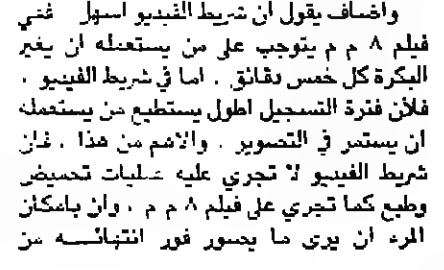 واضاف يقول ان شريط الفيديو اسهل ففي
فيلم ٨ م م يتوجب على من يستعمله ان يغير
البكرة كل خمس دقائق . اما في شريط الفيديو ،
فلأن فترة التسجيل اطول يستطيع من يستعمله
ان يستمر في التصوير . والاهم من هذا ، فان
شريط الفيديو لا تجري عليه عمليات تحميض
وطبع كما تجري على فيلم ٨ م م ، وان بامكان
المرء ان يرى ما يصور فور انتهائـــه من